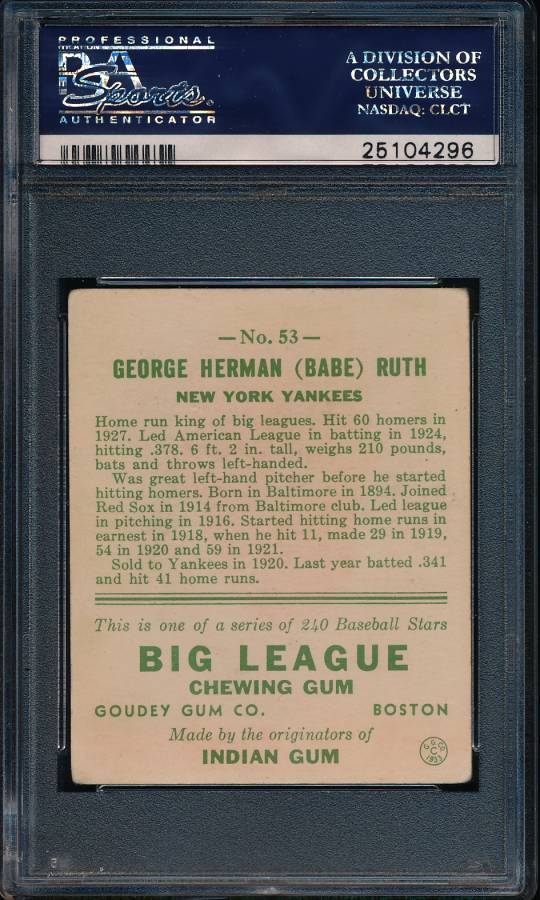 PROFESSIONAL
PSA
Sports
AUTHENTICATOR
A DIVISION OF
COLLECTORS
UNIVERSE
NASDAQ: CLCT
25104296
— No. 53 —
GEORGE HERMAN (BABE) RUTH
NEW YORK YANKEES
Home run king of big leagues. Hit 60 homers in
1927. Led American League in batting in 1924,
hitting .378. 6 ft. 2 in. tall, weighs 210 pounds,
bats and throws left-handed.
Was great left-hand pitcher before he started
hitting homers. Born in Baltimore in 1894. Joined
Red Sox in 1914 from Baltimore club. Led league
in pitching in 1916. Started hitting home runs in
earnest in 1918, when he hit 11, made 29 in 1919,
54 in 1920 and 59 in 1921.
Sold to Yankees in 1920. Last year batted .341
and hit 41 home runs.
This is one of a series of 240 Baseball Stars
BIG LEAGUE
CHEWING GUM
GOUDEY GUM CO. BOSTON
Made by the originators of
INDIAN GUM
G.G.CO.
C
1933